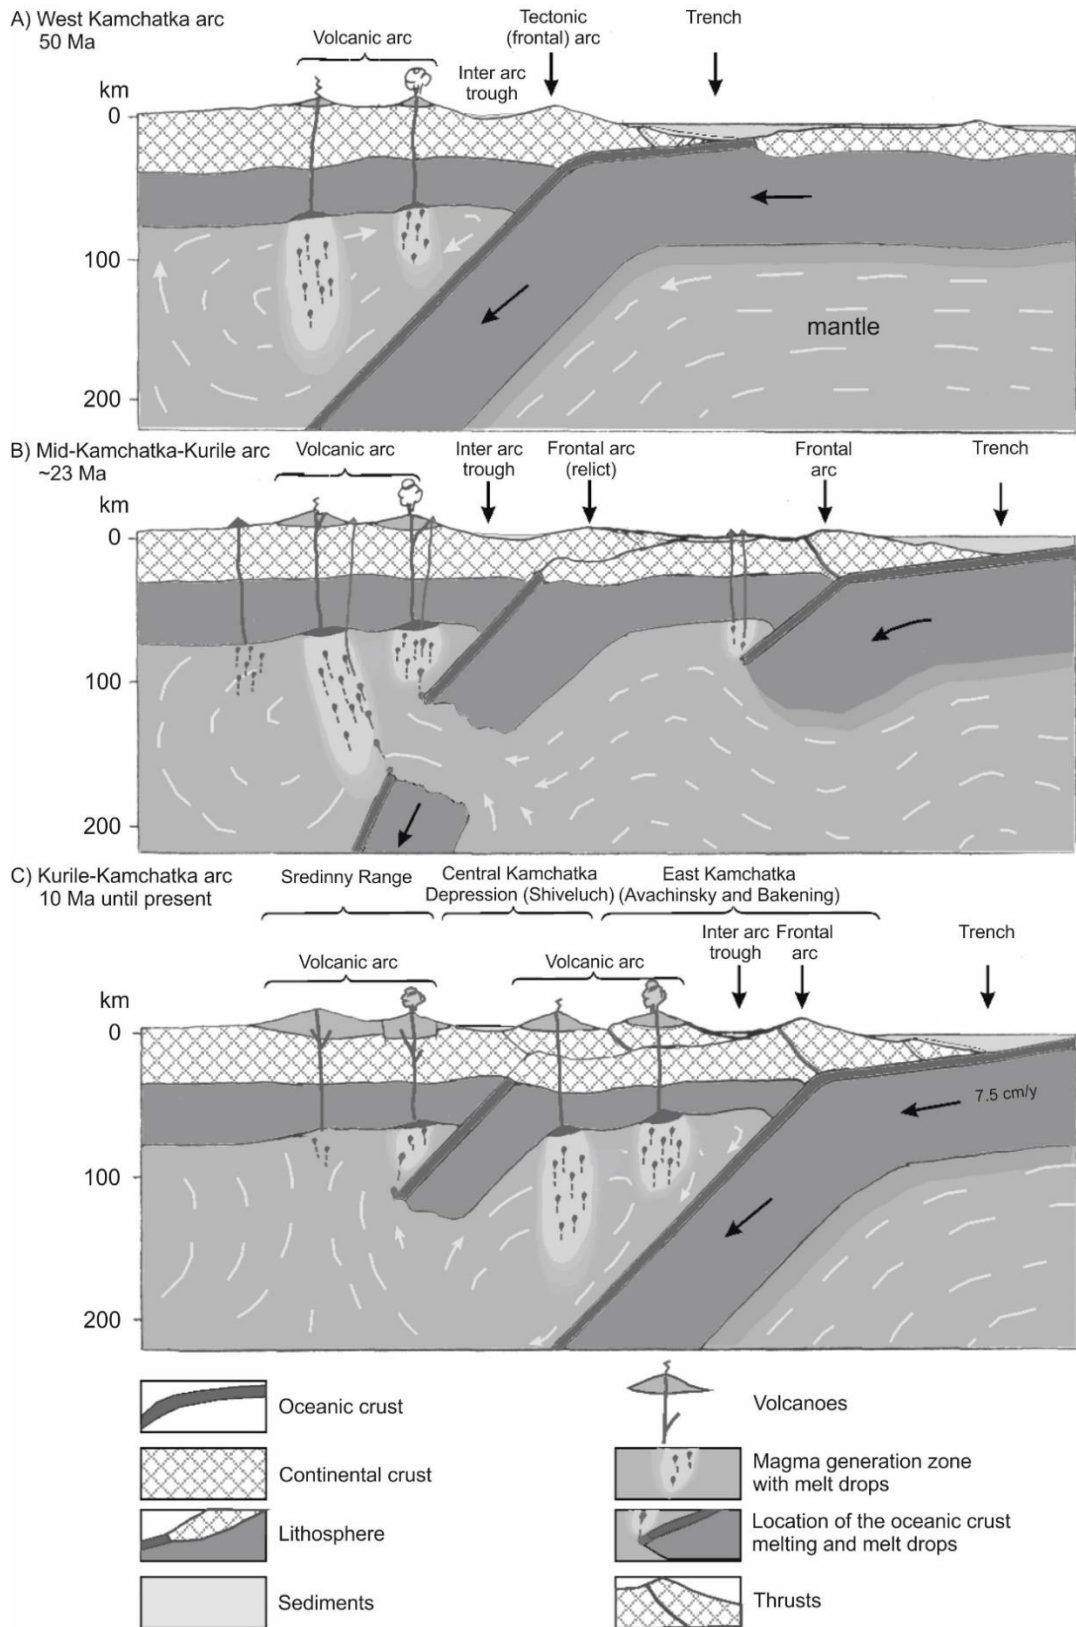 A) West Kamchatka arc
50 Ma
Volcanic arc
Inter arc
trough
Tectonic
(frontal) arc
Trench
km
0
100
200
mantle
B) Mid-Kamchatka-Kurile arc
~23 Ma
Volcanic arc
Inter arc
trough
Frontal arc
(relict)
Frontal
arc
Trench
km
0
100
200
C) Kurile-Kamchatka arc
10 Ma until present
Sredinny Range
Central Kamchatka
Depression (Shiveluch)
East Kamchatka
(Avachinsky and Bakening)
Volcanic arc
Volcanic arc
Inter arc
trough
Frontal
arc
Trench
km
0
100
200
7.5 cm/y
Oceanic crust
Continental crust
Lithosphere
Sediments
Volcanoes
Magma generation zone
with melt drops
Location of the oceanic crust
melting and melt drops
Thrusts